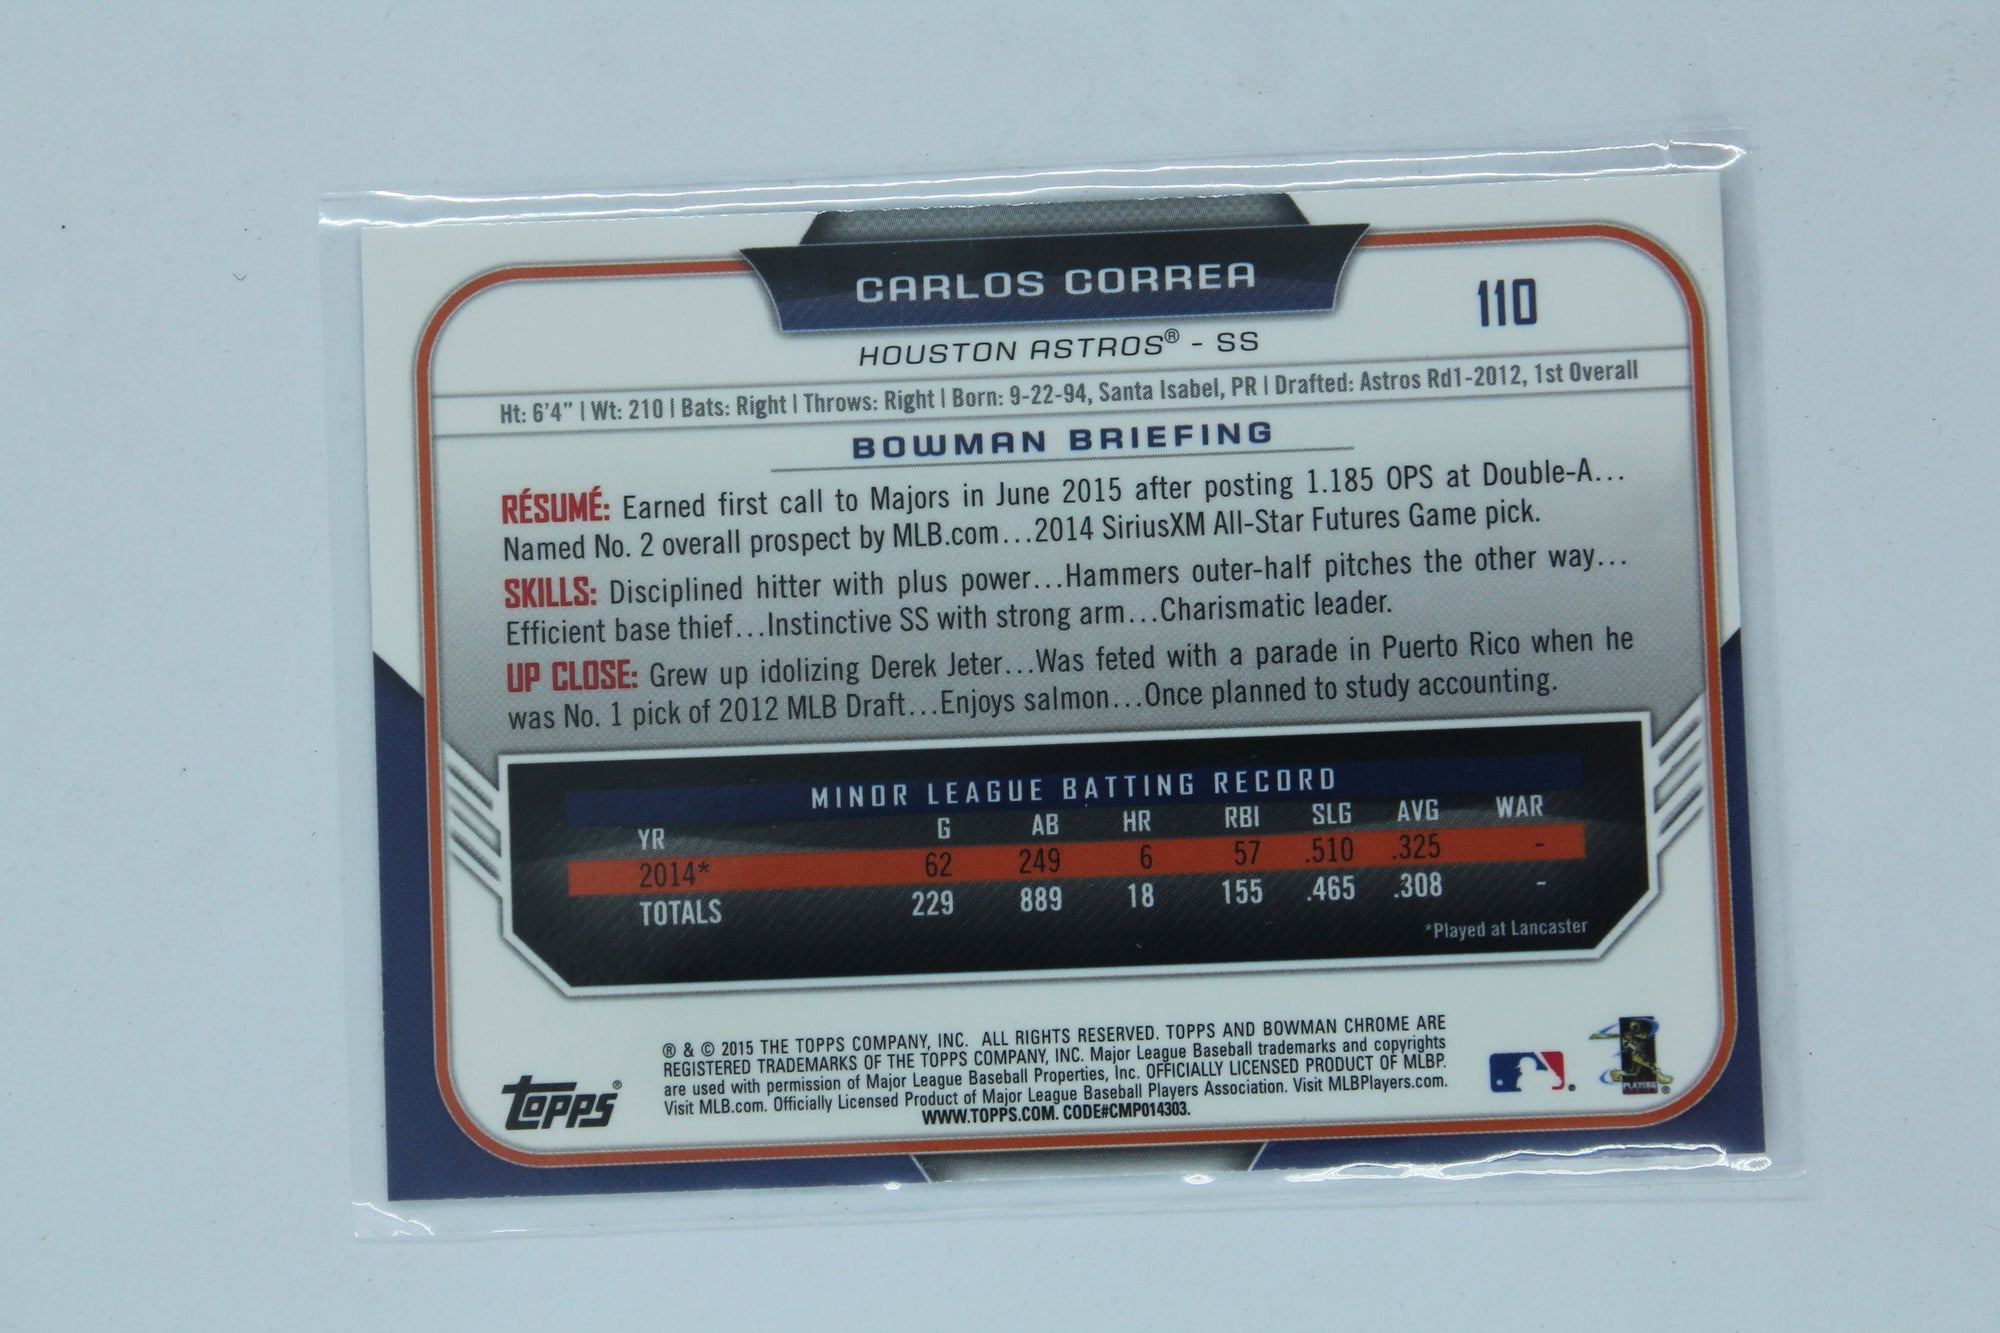 CARLOS CORREA
110
HOUSTON ASTROS® - SS
Ht: 6'4" | Wt: 210 | Bats: Right | Throws: Right | Born: 9-22-94, Santa Isabel, PR | Drafted: Astros Rd1-2012, 1st Overall
BOWMAN BRIEFING
RÉSUMÉ: Earned first call to Majors in June 2015 after posting 1.185 OPS at Double-A...
Named No. 2 overall prospect by MLB.com...2014 SiriusXM All-Star Futures Game pick.
SKILLS: Disciplined hitter with plus power...Hammers outer-half pitches the other way...
Efficient base thief...Instinctive SS with strong arm...Charismatic leader.
UP CLOSE: Grew up idolizing Derek Jeter...Was feted with a parade in Puerto Rico when he
was No. 1 pick of 2012 MLB Draft...Enjoys salmon...Once planned to study accounting.
MINOR LEAGUE BATTING RECORD
YR G AB HR RBI SLG AVG WAR
2014* 62 249 6 57 .510 .325 -
TOTALS 229 889 18 155 .465 .308 -
*Played at Lancaster
® & © 2015 THE TOPPS COMPANY, INC. ALL RIGHTS RESERVED. TOPPS AND BOWMAN CHROME ARE
REGISTERED TRADEMARKS OF THE TOPPS COMPANY, INC. Major League Baseball trademarks and copyrights
are used with permission of Major League Baseball Properties, Inc. OFFICIALLY LICENSED PRODUCT OF MLBP.
Visit MLB.com. Officially Licensed Product of Major League Baseball Players Association. Visit MLBPlayers.com.
WWW.TOPPS.COM. CODE#CMP014303.
Topps®
PLAYERS ®